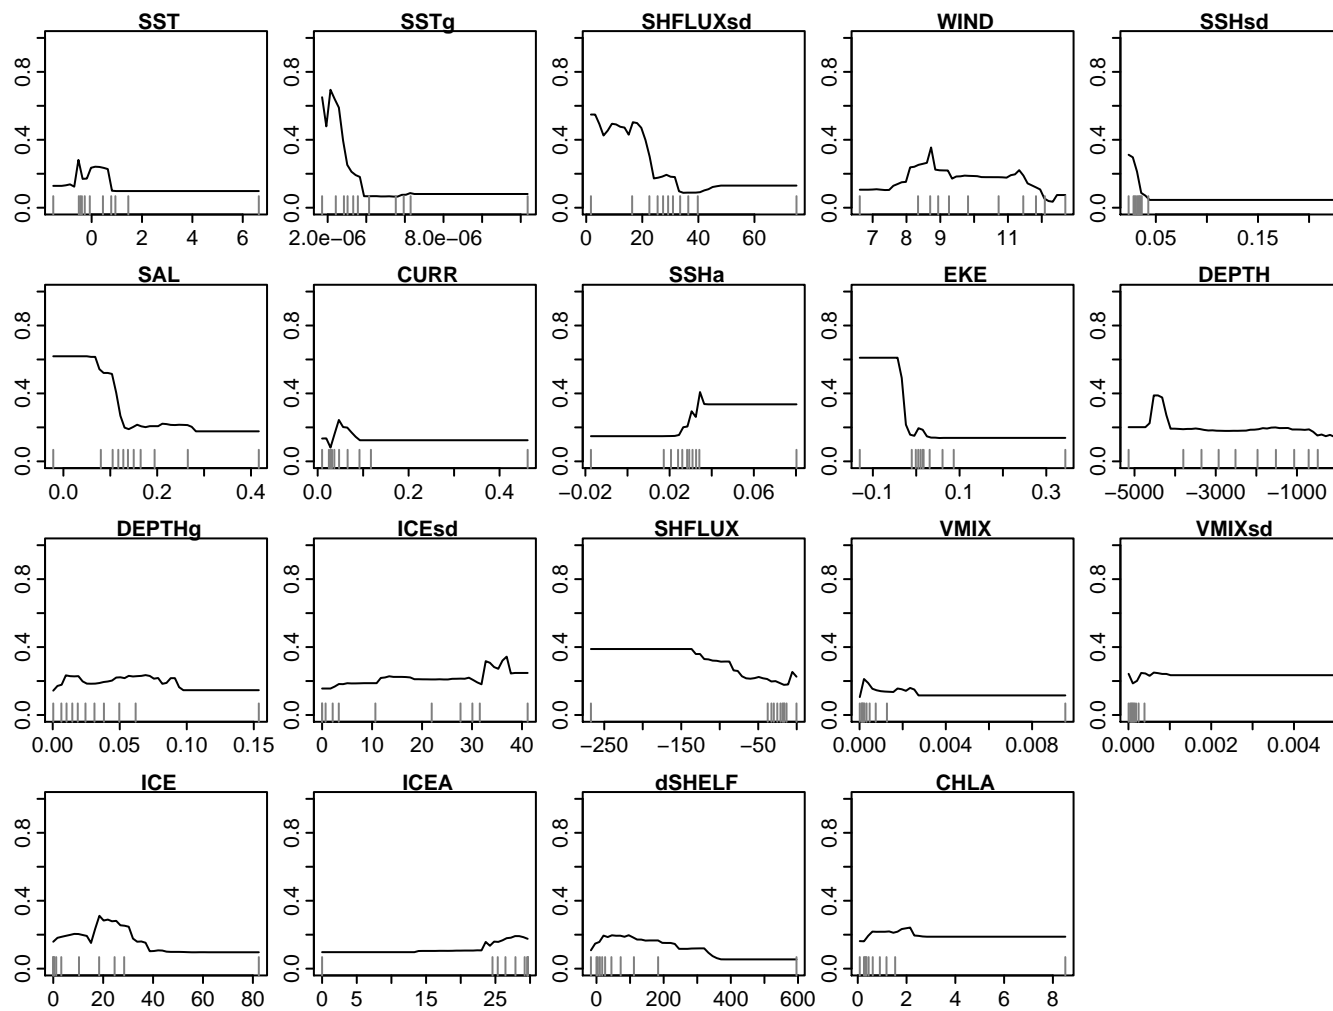 SST SSTg SHFLUXsd WIND SSHsd
0.0 0.4 0.8 0.0 0.4 0.8 0.0 0.4 0.8 0.0 0.4 0.8 0.0 0.4 0.8
0 2 4 6 2.0e−06 8.0e−06 0 20 40 60 7 8 9 11 0.05 0.15
SAL CURR SSHa EKE DEPTH
0.0 0.4 0.8 0.0 0.4 0.8 0.0 0.4 0.8 0.0 0.4 0.8 0.0 0.4 0.8
0.0 0.2 0.4 0.0 0.2 0.4 −0.02 0.02 0.06 −0.1 0.1 0.3 −5000 −3000 −1000
DEPTHg ICEsd SHFLUX VMIX VMIXsd
0.0 0.4 0.8 0.0 0.4 0.8 0.0 0.4 0.8 0.0 0.4 0.8 0.0 0.4 0.8
0.00 0.05 0.10 0.15 0 10 20 30 40 −250 −150 −50 0.000 0.004 0.008 0.000 0.002 0.004
ICE ICEA dSHELF CHLA
0.0 0.4 0.8 0.0 0.4 0.8 0.0 0.4 0.8 0.0 0.4 0.8
0 20 40 60 80 0 5 15 25 0 200 400 600 0 2 4 6 8